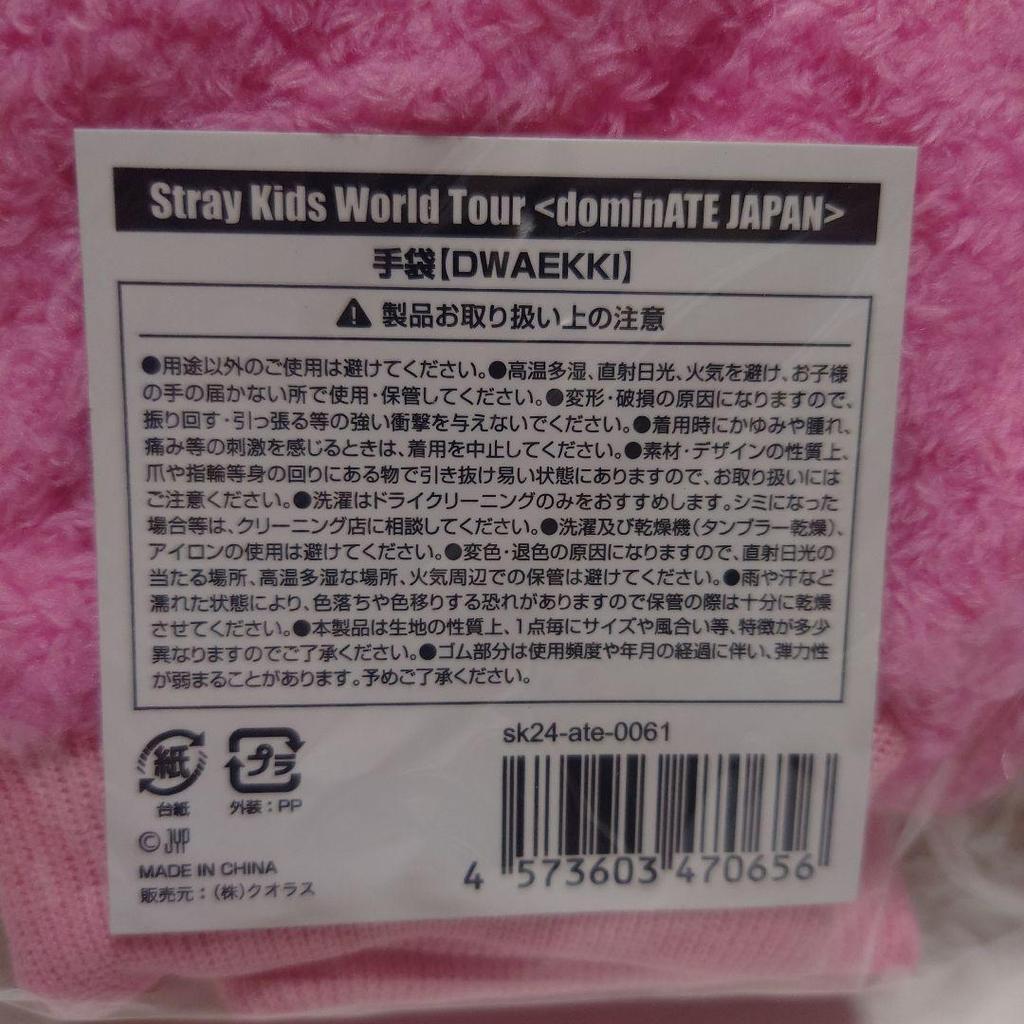 Stray Kids World Tour <dominATE JAPAN>
手袋【DWAEKKI】
製品お取り扱い上の注意
●用途以外のご使用は避けてください。●高温多湿、直射日光、火気を避け、お子様
の手の届かない所で使用・保管してください。●変形・破損の原因になりますので、
振り回す・引っ張る等の強い衝撃を与えないでください。●着用時にかゆみや腫れ、
痛み等の刺激を感じるときは、着用を中止してください。●素材・デザインの性質上、
爪や指輪等身の回りにある物で引き抜け易い状態にありますので、お取り扱いには
ご注意ください。●洗濯はドライクリーニングのみをおすすめします。シミになった
場合等は、クリーニング店に相談してください。●洗濯及び乾燥機（タンブラー乾燥）、
アイロンの使用は避けてください。●変色・退色の原因になりますので、直射日光の
当たる場所、高温多湿な場所、火気周辺での保管は避けてください。●雨や汗など
濡れた状態により、色落ちや色移りする恐れがありますので保管の際は十分に乾燥
させてください。●本製品は生地の性質上、1点毎にサイズや風合い等、特徴が多少
異なりますのでご了承ください。●ゴム部分は使用頻度や年月の経過に伴い、弾力性
が弱まることがあります。予めご了承ください。
紙 プラ
台紙 外装：PP
© JYP
MADE IN CHINA
販売元：（株）クオラス
sk24-ate-0061
4 573603 470656